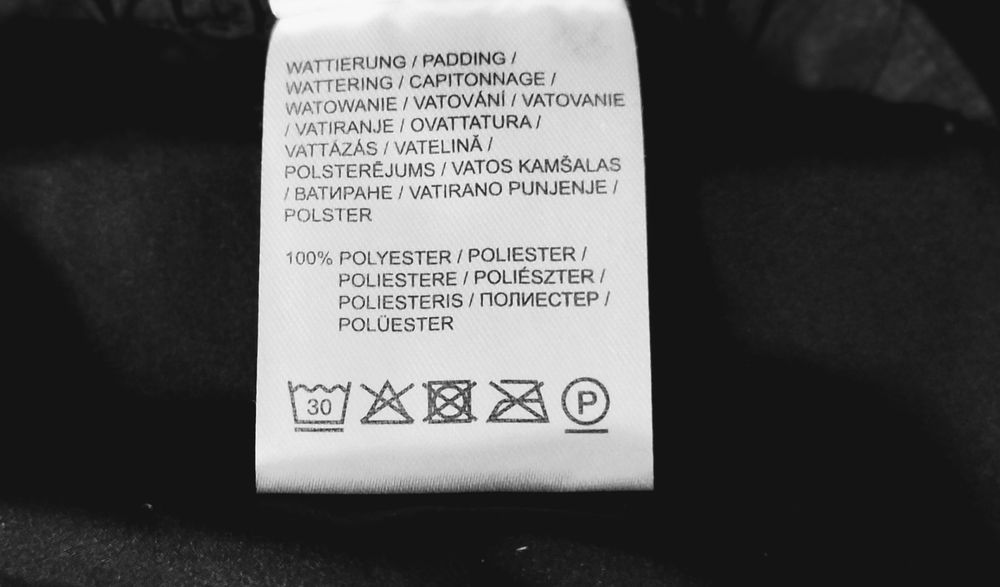 WATTIERUNG / PADDING /
WATTERING / CAPITONNAGE /
WATOWANIE / VATOVÁNÍ / VATOVANIE
/ VATIRANJE / OVATTATURA /
VATTÁZÁS / VATELINĂ /
POLSTERĒJUMS / VATOS KAMŠALAS
/ ВАТИРАНЕ / VATIRANO PUNJENJE /
POLSTER
100% POLYESTER / POLIESTER /
POLIESTERE / POLIÉSZTER /
POLIESTERIS / ПОЛИЕСТЕР /
POLÜESTER
30 P